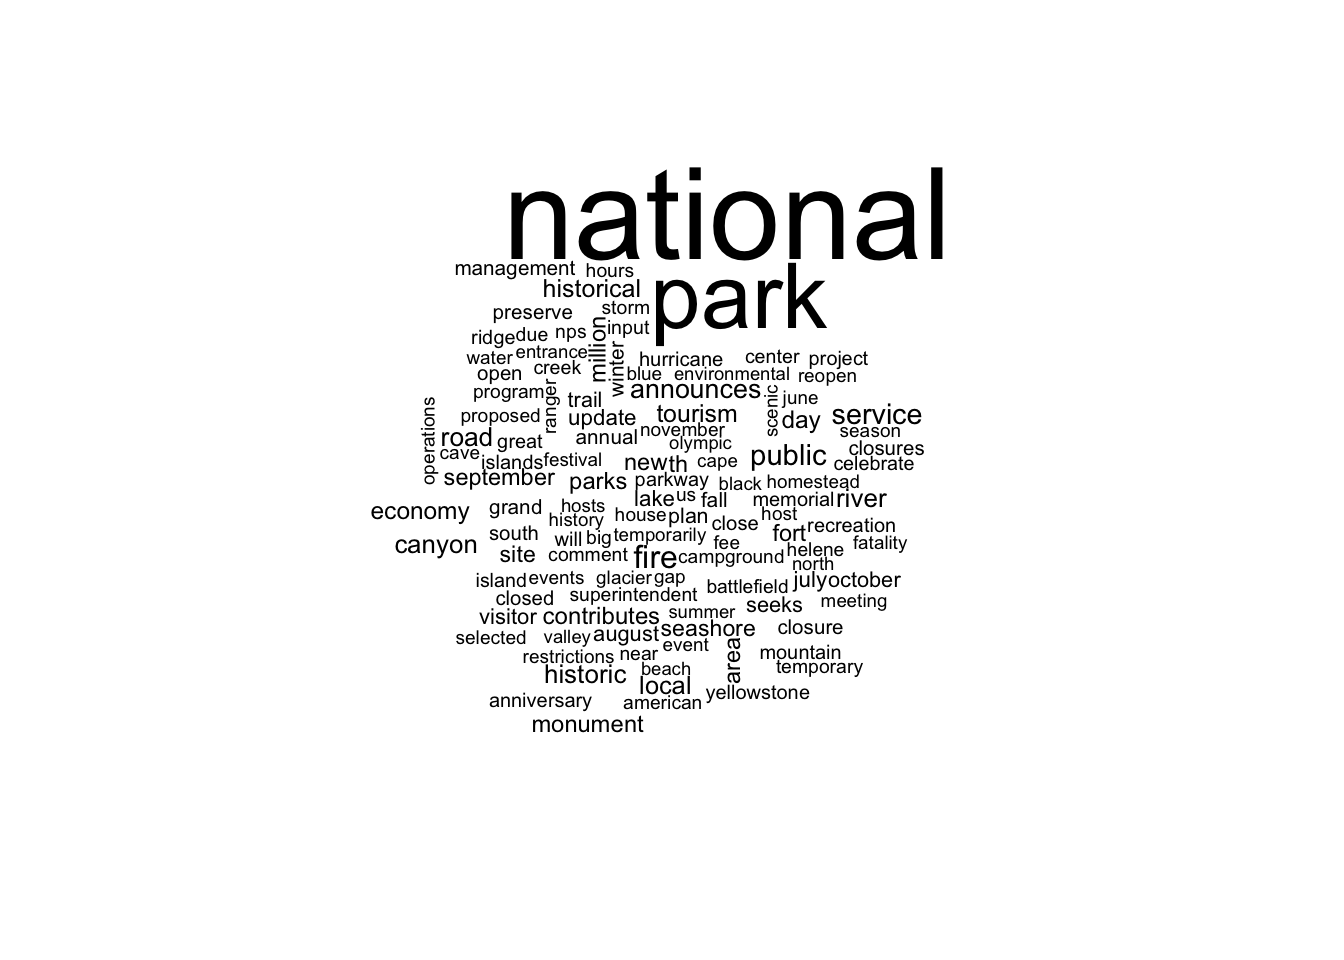 national
management hours
historical park
preserve storm
ridge due nps million input
water entrance winter hurricane center project
open creek blue environmental reopen
program ranger trail announces scenic june
operations proposed update tourism day service
road great annual november season
cave islands festival olympic closures
september parks new th cape public celebrate
parkway black homestead
economy grand hosts lake us fall memorial river
history house plan close host recreation
canyon south will big temporarily fee fort fatality
site comment fire campground helene north
island events glacier gap battlefield july october
closed superintendent seeks meeting
visitor contributes summer
selected valley august seashore closure
restrictions near event area mountain
historic beach temporary
local yellowstone
anniversary american
monument